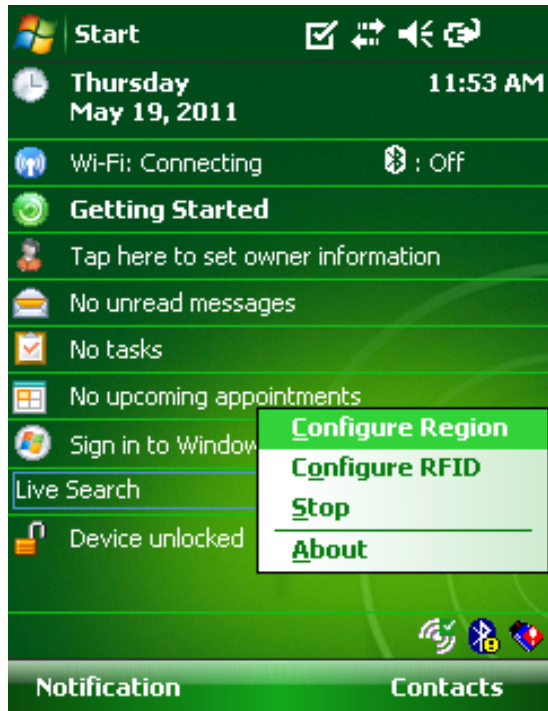 Start
Thursday 11:53 AM
May 19, 2011
Wi-Fi: Connecting : Off
Getting Started
Tap here to set owner information
No unread messages
No tasks
No upcoming appointments
Configure Region
Sign in to Window
Configure RFID
Live Search
Stop
Device unlocked
About
Notification Contacts